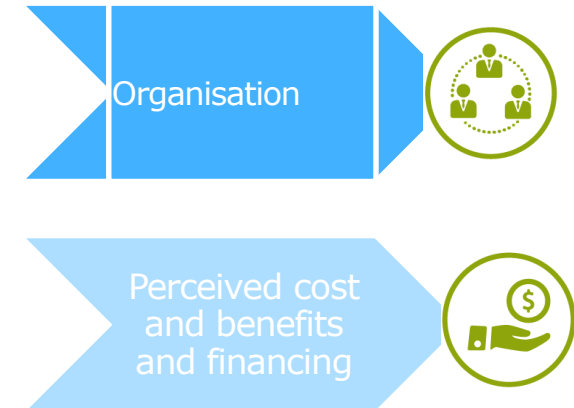 Organisation
$
Perceived cost
and benefits
and financing